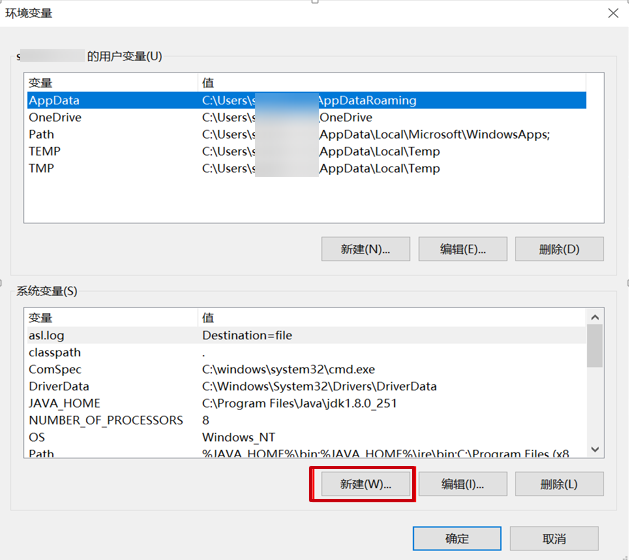 环境变量
s 的用户变量(U)
变量 值
AppData C:\Users\s \AppDataRoaming
OneDrive C:\Users\s \OneDrive
Path C:\Users\s \AppData\Local\Microsoft\WindowsApps;
TEMP C:\Users\s \AppData\Local\Temp
TMP C:\Users\s \AppData\Local\Temp
新建(N)... 编辑(E)... 删除(D)
系统变量(S)
变量 值
asl.log Destination=file
classpath .
ComSpec C:\windows\system32\cmd.exe
DriverData C:\Windows\System32\Drivers\DriverData
JAVA_HOME C:\Program Files\Java\jdk1.8.0_251
NUMBER_OF_PROCESSORS 8
OS Windows_NT
Path %JAVA_HOME%\bin;%JAVA_HOME%\jre\bin;C:\Program Files (x8
新建(W)... 编辑(I)... 删除(L)
确定 取消